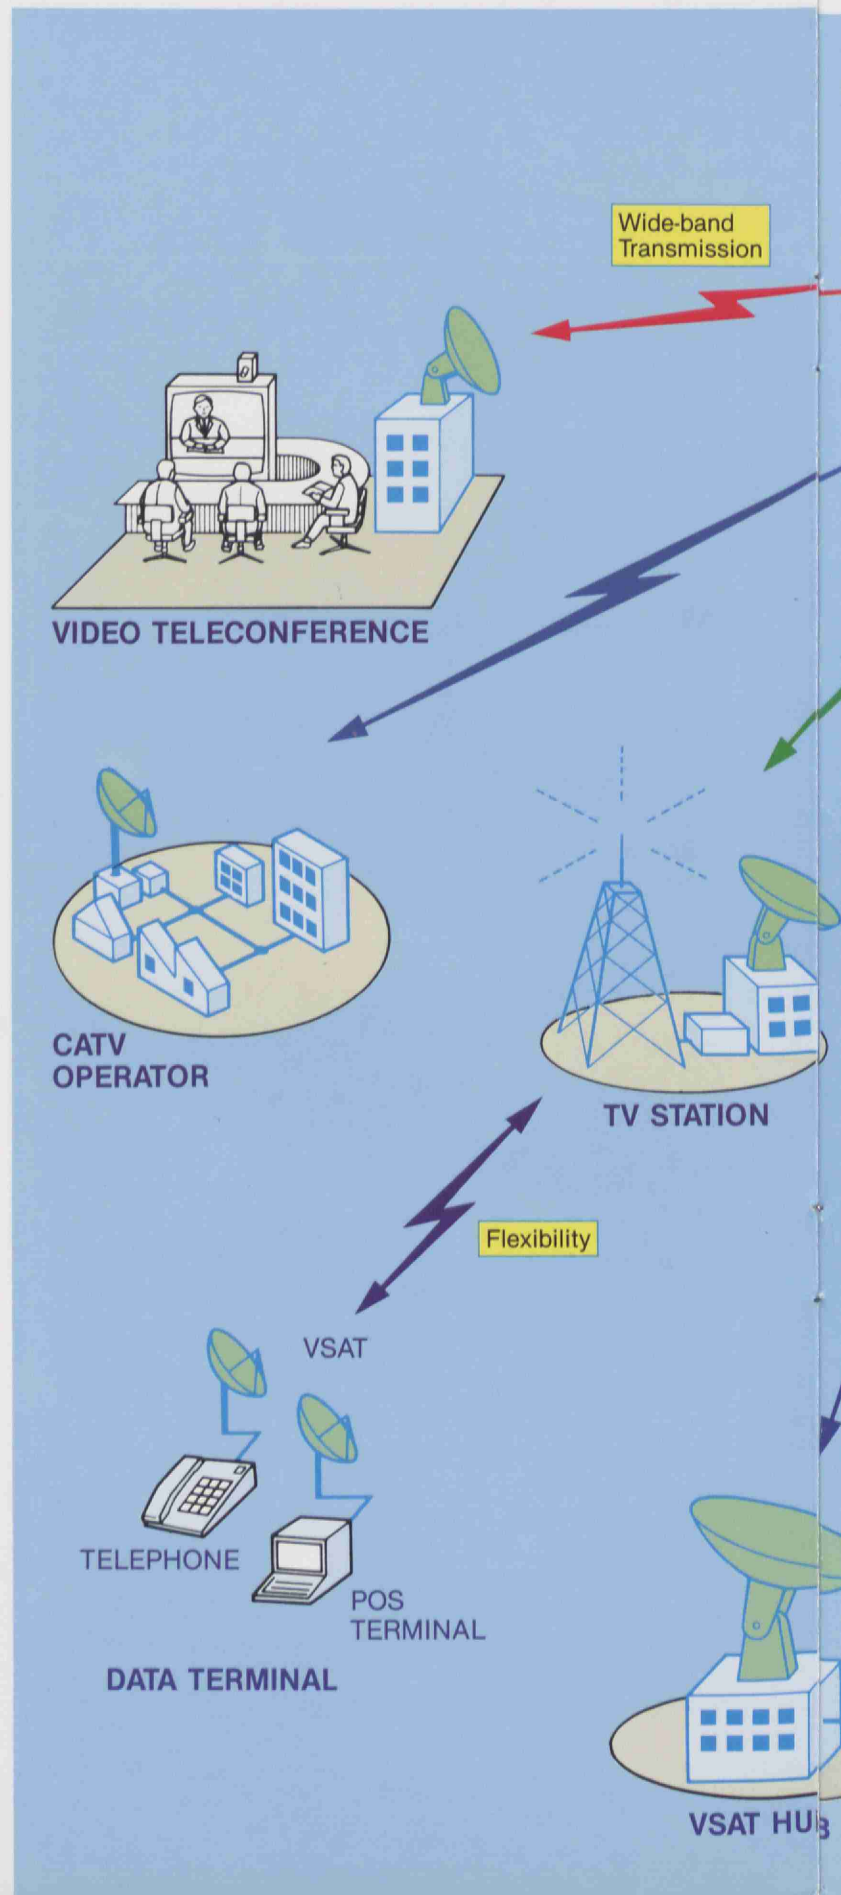 Wide-band
Transmission
VIDEO TELECONFERENCE
CATV
OPERATOR
TV STATION
Flexibility
VSAT
TELEPHONE
POS
TERMINAL
DATA TERMINAL
VSAT HUB